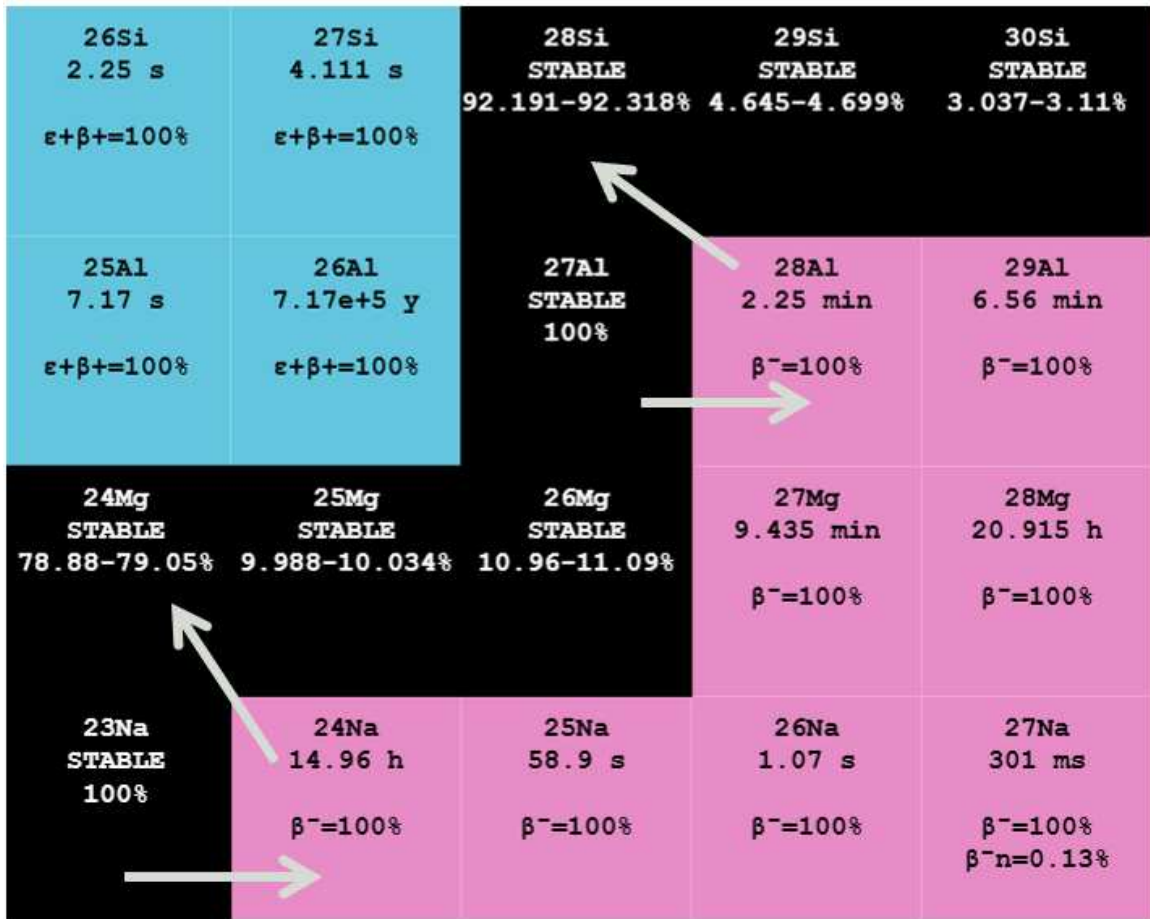 26Si
2.25 s
ε+β+=100%
27Si
4.111 s
ε+β+=100%
28Si
STABLE
92.191-92.318%
29Si
STABLE
4.645-4.699%
30Si
STABLE
3.037-3.11%
25Al
7.17 s
ε+β+=100%
26Al
7.17e+5 y
ε+β+=100%
27Al
STABLE
100%
28Al
2.25 min
β⁻=100%
29Al
6.56 min
β⁻=100%
24Mg
STABLE
78.88-79.05%
25Mg
STABLE
9.988-10.034%
26Mg
STABLE
10.96-11.09%
27Mg
9.435 min
β⁻=100%
28Mg
20.915 h
β⁻=100%
23Na
STABLE
100%
24Na
14.96 h
β⁻=100%
25Na
58.9 s
β⁻=100%
26Na
1.07 s
β⁻=100%
27Na
301 ms
β⁻=100%
β⁻n=0.13%